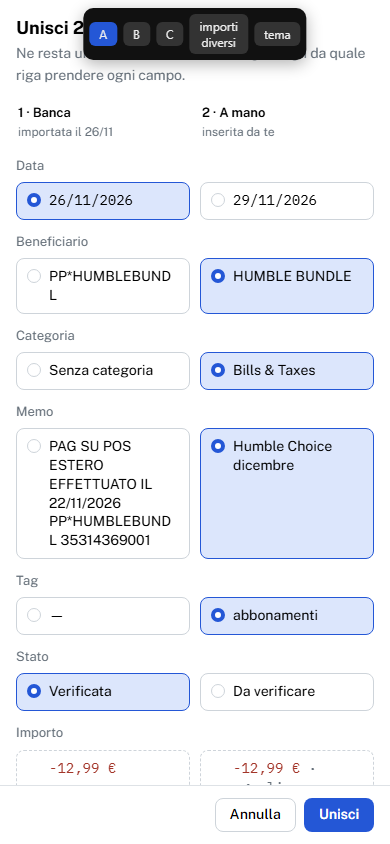 Unisci 2
A
B
C
importi
diversi
tema
Ne resta
da quale
riga prendere ogni campo.
1 · Banca
2 · A mano
importata il 26/11
inserita da te
Data
26/11/2026
29/11/2026
Beneficiario
PP*HUMBLEBUND
L
HUMBLE BUNDLE
Categoria
Senza categoria
Bills & Taxes
Memo
PAG SU POS
ESTERO
EFFETTUATO IL
22/11/2026
PP*HUMBLEBUND
L 35314369001
Humble Choice
dicembre
Tag
—
abbonamenti
Stato
Verificata
Da verificare
Importo
-12,99 €
-12,99 € ·
Annulla
Unisci